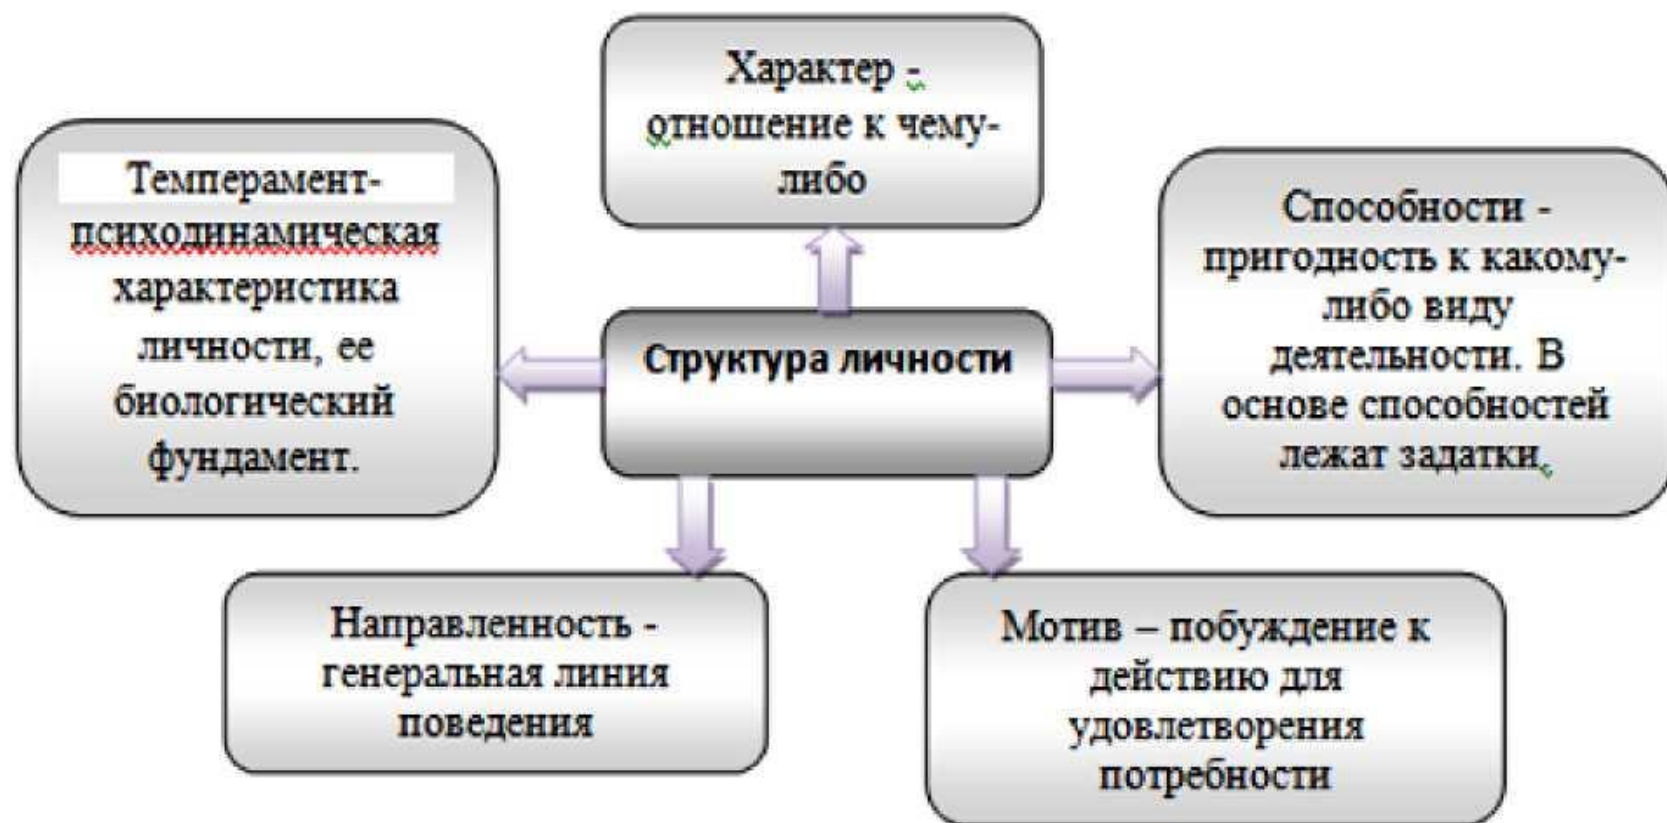 Характер -
отношение к чему-
либо
Темперамент-
психодинамическая
характеристика
личности, ее
биологический
фундамент.
Способности -
пригодность к какому-
либо виду
деятельности. В
основе способностей
лежат задатки.
Структура личности
Направленность -
генеральная линия
поведения
Мотив – побуждение к
действию для
удовлетворения
потребности